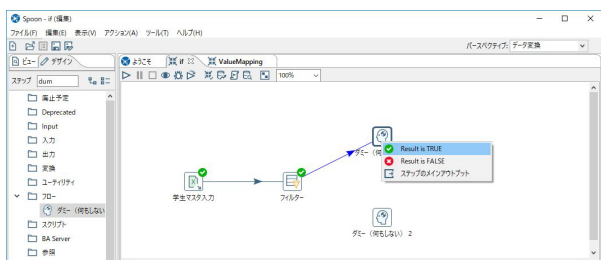 Spoon - if (編集)
ファイル(F) 編集(E) 表示(V) アクション(A) ツール(T) ヘルプ(H)
パースペクティブ: データ変換
ビュー デザイン ようこそ if ValueMapping
ステップ dum
100%
廃止予定
Deprecated
Input
入力
出力
変換
ユーティリティ
フロー
ダミー (何もしない
スクリプト
BA Server
参照
学生マスタ入力
フィルター
ダミー (何
Result is TRUE
Result is FALSE
ステップのメインアウトプット
ダミー (何もしない) 2